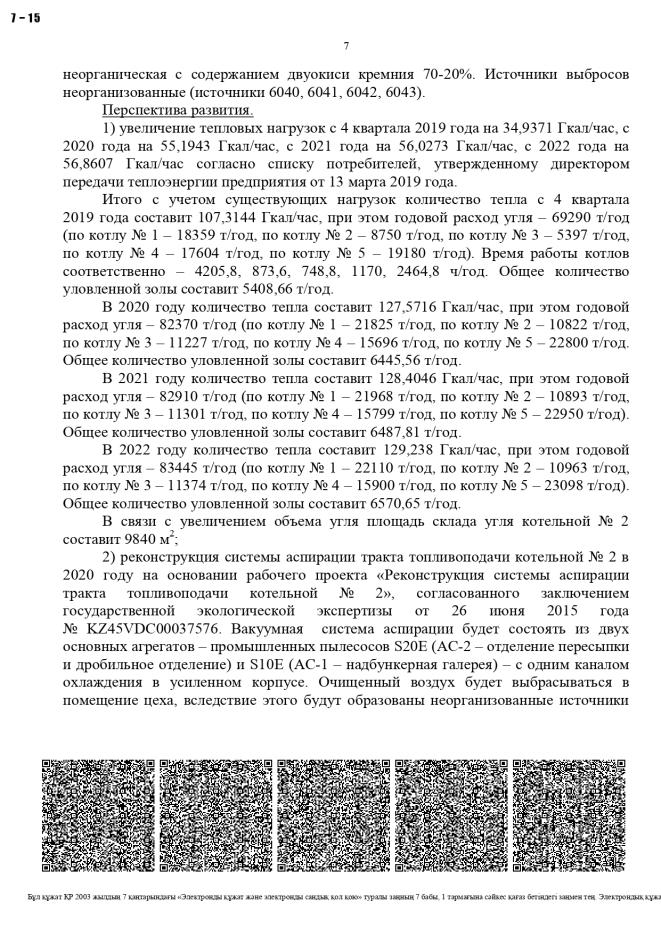 7 – 15
7
неорганическая с содержанием двуокиси кремния 70-20%. Источники выбросов
неорганизованные (источники 6040, 6041, 6042, 6043).
Перспектива развития.
1) увеличение тепловых нагрузок с 4 квартала 2019 года на 34,9371 Гкал/час, с
2020 года на 55,1943 Гкал/час, с 2021 года на 56,0273 Гкал/час, с 2022 года на
56,8607 Гкал/час согласно списку потребителей, утвержденному директором
передачи теплоэнергии предприятия от 13 марта 2019 года.
Итого с учетом существующих нагрузок количество тепла с 4 квартала
2019 года составит 107,3144 Гкал/час, при этом годовой расход угля – 69290 т/год
(по котлу № 1 – 18359 т/год, по котлу № 2 – 8750 т/год, по котлу № 3 – 5397 т/год,
по котлу № 4 – 17604 т/год, по котлу № 5 – 19180 т/год). Время работы котлов
соответственно – 4205,8, 873,6, 748,8, 1170, 2464,8 ч/год. Общее количество
уловленной золы составит 5408,66 т/год.
В 2020 году количество тепла составит 127,5716 Гкал/час, при этом годовой
расход угля – 82370 т/год (по котлу № 1 – 21825 т/год, по котлу № 2 – 10822 т/год,
по котлу № 3 – 11227 т/год, по котлу № 4 – 15696 т/год, по котлу № 5 – 22800 т/год.
Общее количество уловленной золы составит 6445,56 т/год.
В 2021 году количество тепла составит 128,4046 Гкал/час, при этом годовой
расход угля – 82910 т/год (по котлу № 1 – 21968 т/год, по котлу № 2 – 10893 т/год,
по котлу № 3 – 11301 т/год, по котлу № 4 – 15799 т/год, по котлу № 5 – 22950 т/год).
Общее количество уловленной золы составит 6487,81 т/год.
В 2022 году количество тепла составит 129,238 Гкал/час, при этом годовой
расход угля – 83445 т/год (по котлу № 1 – 22110 т/год, по котлу № 2 – 10963 т/год,
по котлу № 3 – 11374 т/год, по котлу № 4 – 15900 т/год, по котлу № 5 – 23098 т/год).
Общее количество уловленной золы составит 6570,65 т/год.
В связи с увеличением объема угля площадь склада угля котельной № 2
составит 9840 м²;
2) реконструкция системы аспирации тракта топливоподачи котельной № 2 в
2020 году на основании рабочего проекта «Реконструкция системы аспирации
тракта топливоподачи котельной № 2», согласованного заключением
государственной экологической экспертизы от 26 июня 2015 года
№ KZ45VDC00037576. Вакуумная система аспирации будет состоять из двух
основных агрегатов – промышленных пылесосов S20E (АС-2 – отделение пересыпки
и дробильное отделение) и S10E (АС-1 – надбункерная галерея) – с одним каналом
охлаждения в усиленном корпусе. Очищенный воздух будет выбрасываться в
помещение цеха, вследствие этого будут образованы неорганизованные источники
Бұл құжат ҚР 2003 жылдың 7 қаңтарындағы «Электронды құжат және электронды сандық қол қою» туралы заңның 7 бабы, 1 тармағына сәйкес қағаз бетіндегі заңмен тең. Электрондық